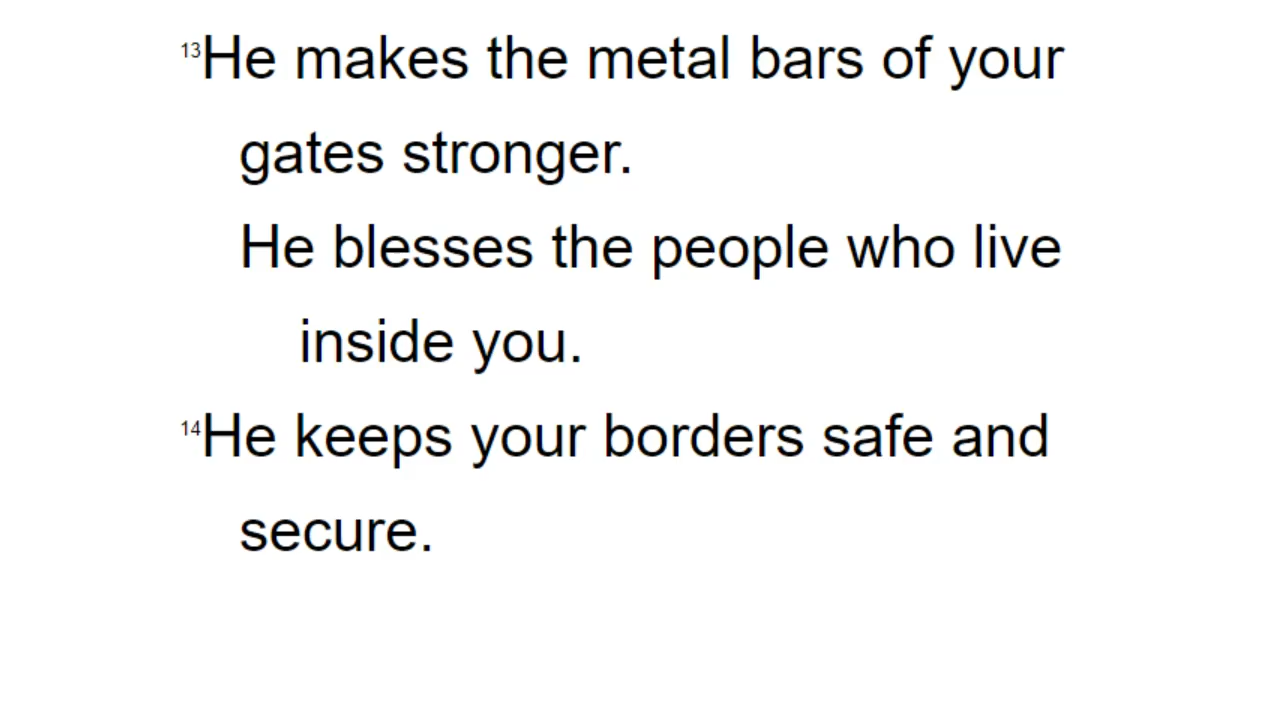 13He makes the metal bars of your
gates stronger.
He blesses the people who live
inside you.
14He keeps your borders safe and
secure.